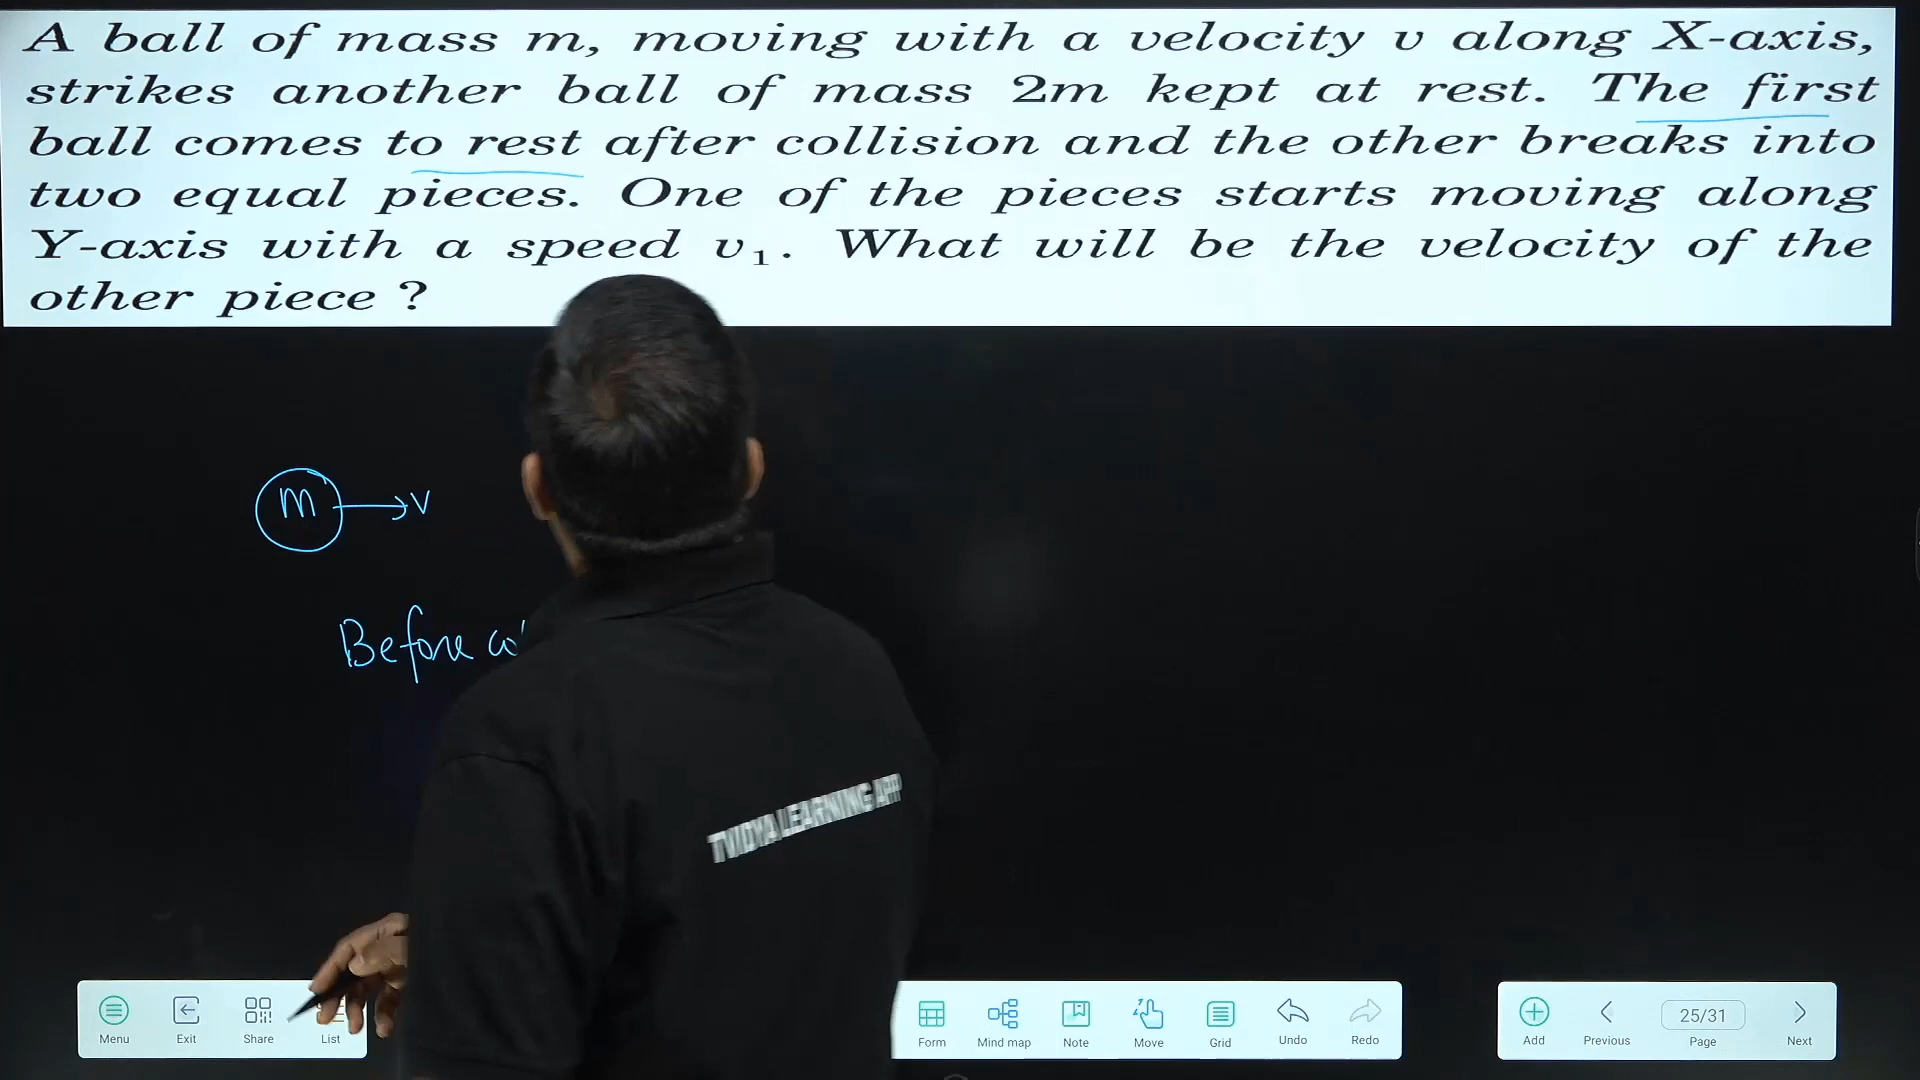 A ball of mass m, moving with a velocity v along X-axis,
strikes another ball of mass 2m kept at rest. The first
ball comes to rest after collision and the other breaks into
two equal pieces. One of the pieces starts moving along
Y-axis with a speed v₁. What will be the velocity of the
other piece ?
m
v
Before
TVIDYA LEARNING APP
Menu
Exit
Share
List
Form
Mind map
Note
Move
Grid
Undo
Redo
Add
Previous
25/31
Page
Next